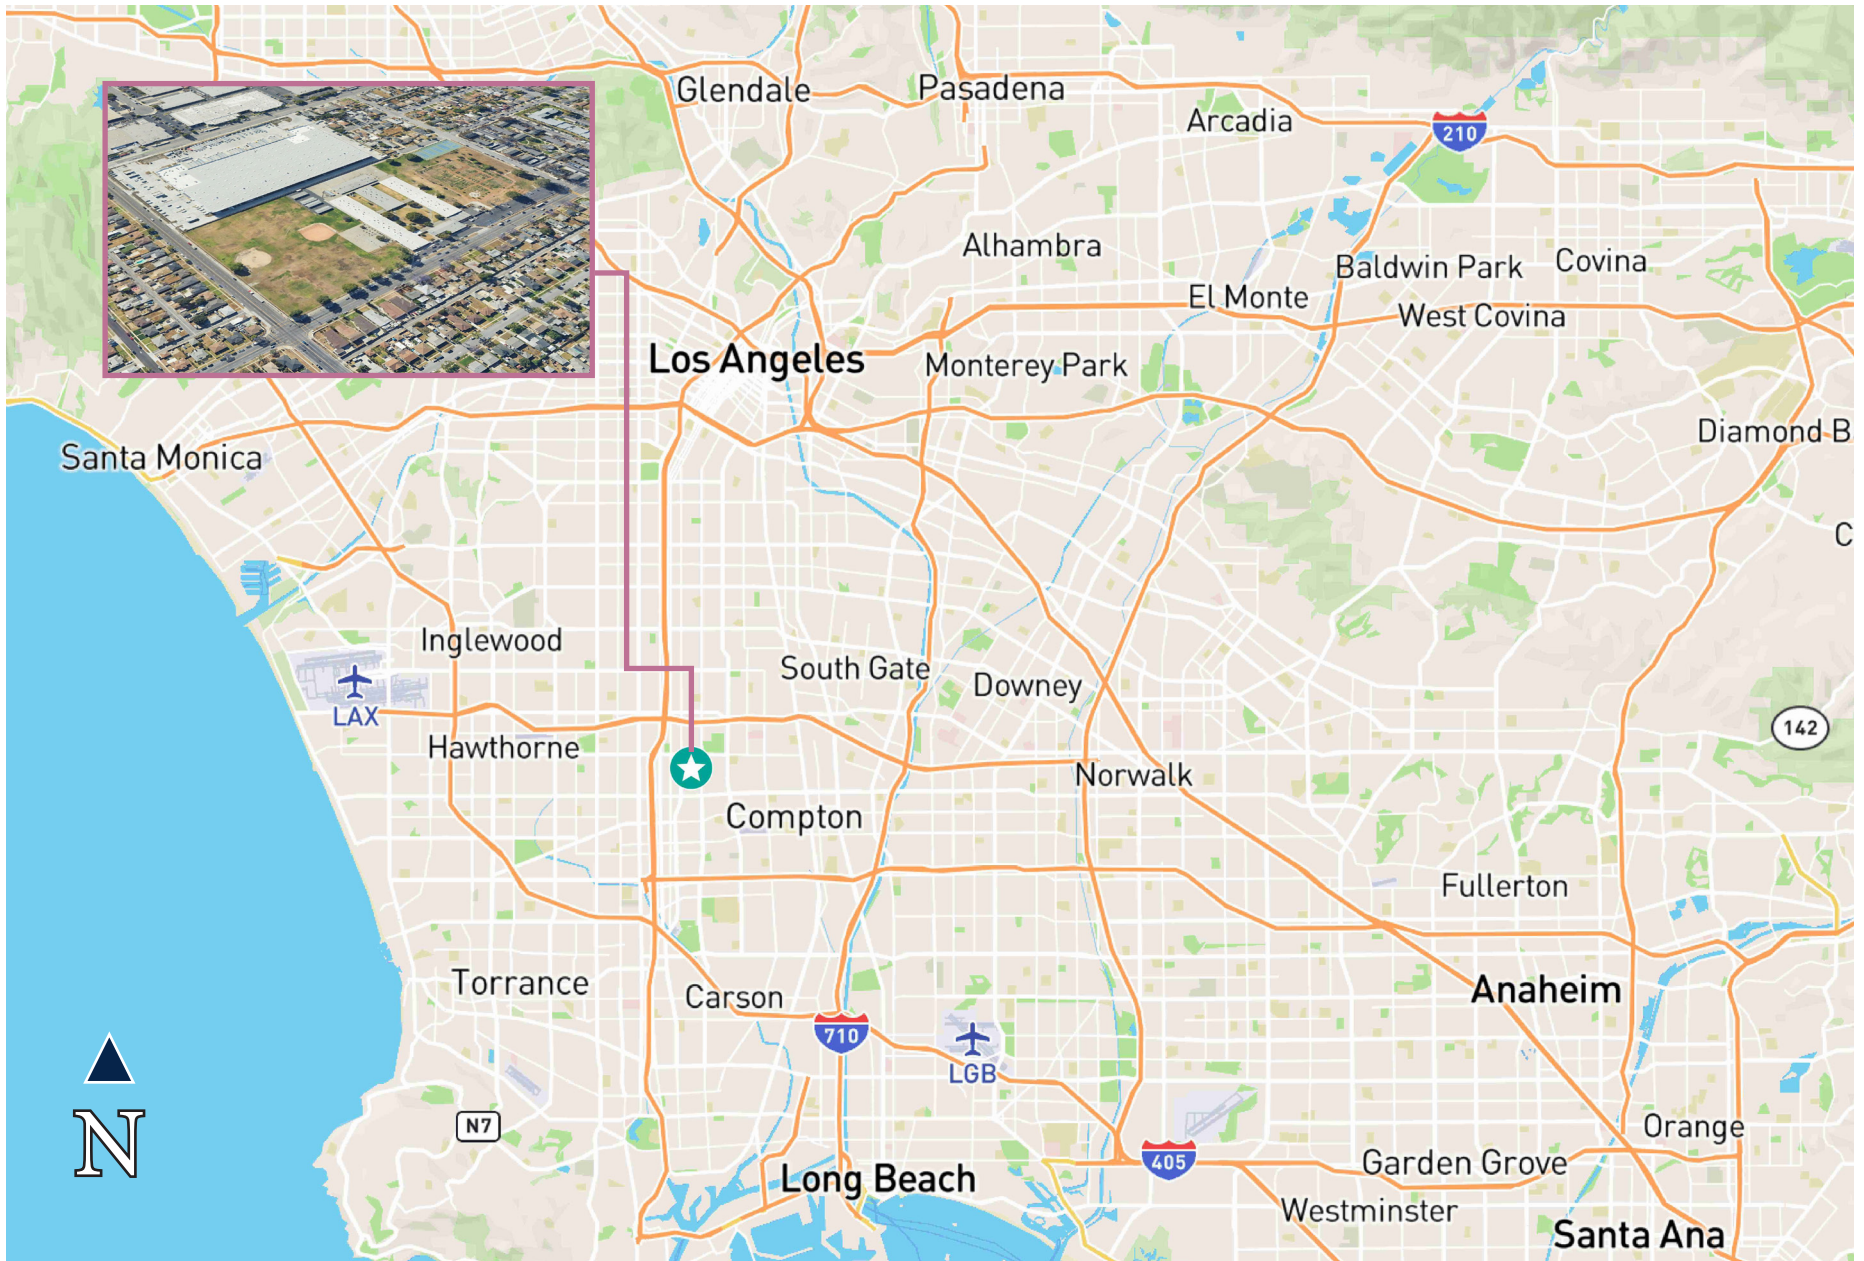 Glendale
Pasadena
Arcadia
210
Alhambra
Baldwin Park
Covina
El Monte
West Covina
Los Angeles
Monterey Park
Diamond B
Santa Monica
C
Inglewood
South Gate
Downey
LAX
142
Hawthorne
Norwalk
Compton
Fullerton
Torrance
Carson
Anaheim
710
LGB
N
N7
Orange
405
Garden Grove
Long Beach
Westminster
Santa Ana